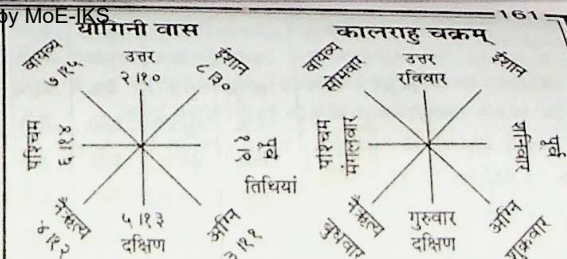 by MoE-IKS
161
योगिनी वास
वायव्य
७।१५
उत्तर
२।१०
ईशान
८।३०
पश्चिम
६।१४
पूर्व
१।९
तिथियां
नैऋत्य
४।१२
५।१३
दक्षिण
अग्नि
३।११
कालराहु चक्रम्
वायव्य
सोमवार
उत्तर
रविवार
ईशान
पश्चिम
मंगलवार
पूर्व
शनिवार
नैऋत्य
बुधवार
गुरुवार
दक्षिण
अग्नि
शुक्रवार